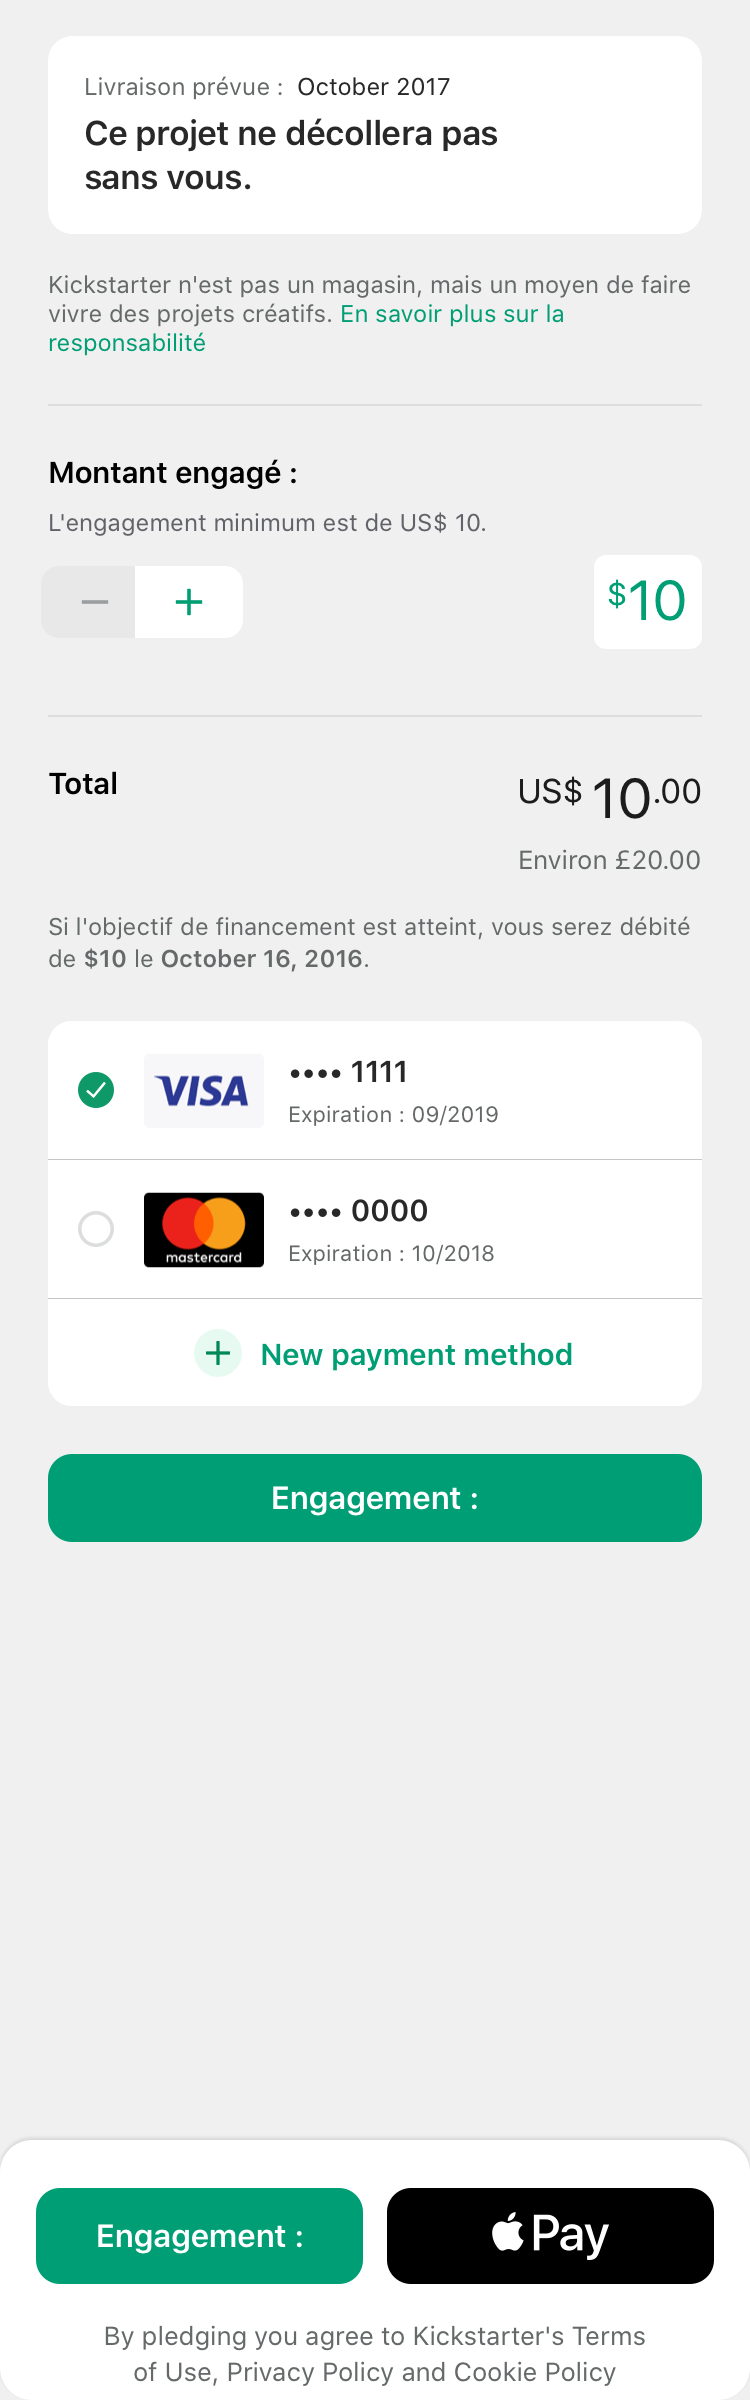 Livraison prévue : October 2017
Ce projet ne décollera pas
sans vous.
Kickstarter n'est pas un magasin, mais un moyen de faire
vivre des projets créatifs. En savoir plus sur la
responsabilité
Montant engagé :
L'engagement minimum est de US$ 10.
− +
$10
Total
US$ 10.00
Environ £20.00
Si l'objectif de financement est atteint, vous serez débité
de $10 le October 16, 2016.
VISA
•••• 1111
Expiration : 09/2019
mastercard
•••• 0000
Expiration : 10/2018
+ New payment method
Engagement :
Engagement :
Pay
By pledging you agree to Kickstarter's Terms
of Use, Privacy Policy and Cookie Policy